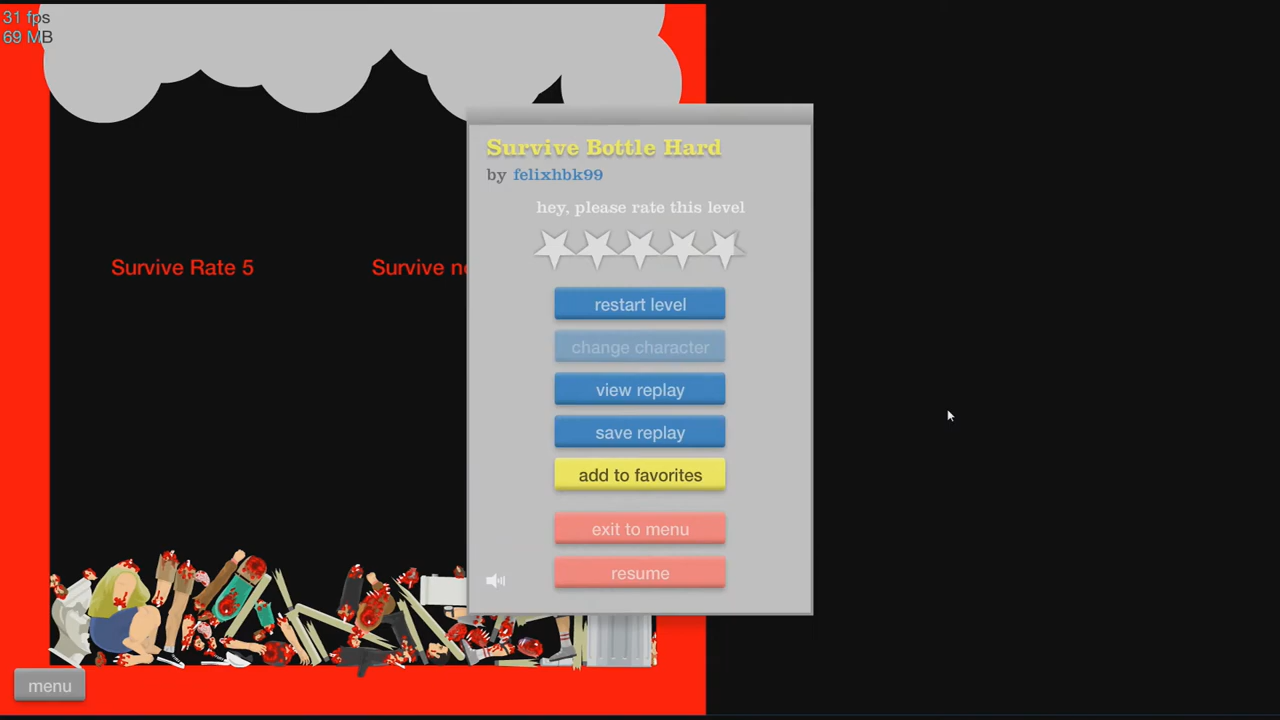 31 fps
69 MB
Survive Bottle Hard
by felixhbk99
hey, please rate this level
Survive Rate 5
Survive
restart level
change character
view replay
save replay
add to favorites
exit to menu
resume
menu